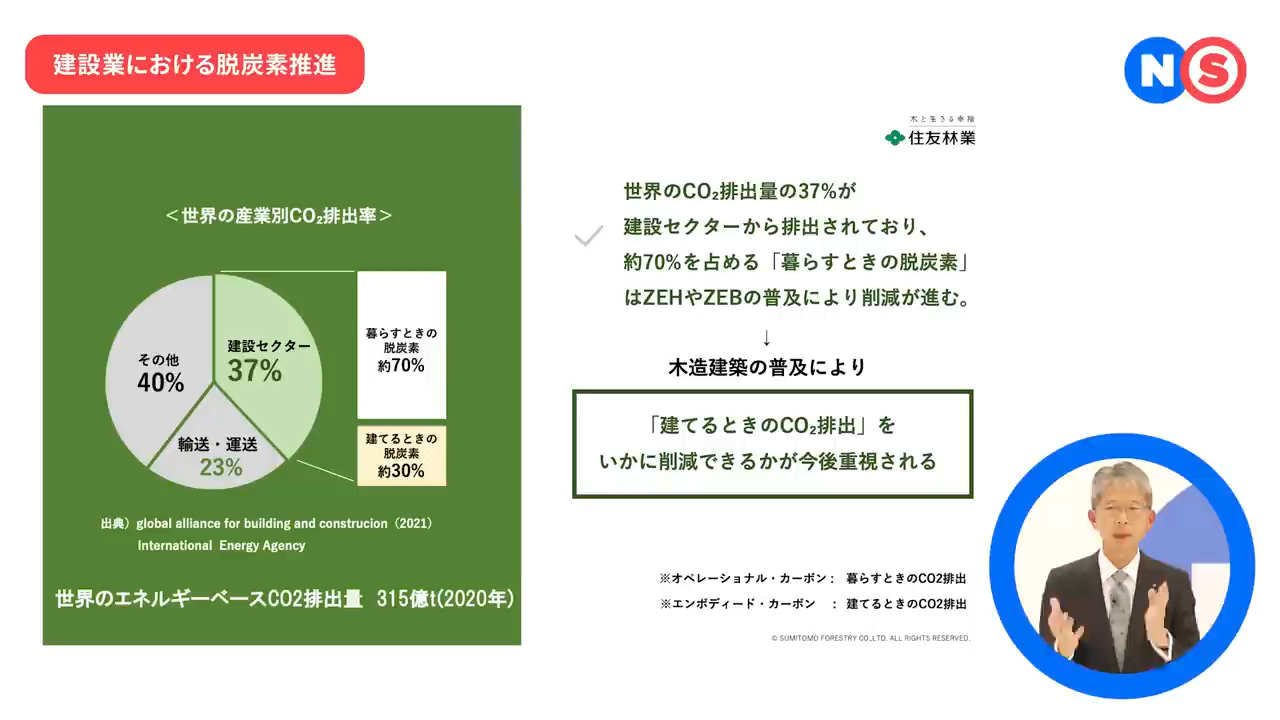 建設業における脱炭素推進
NS
木と生きる幸福
住友林業
＜世界の産業別CO₂排出率＞
建設セクター
37%
その他
40%
輸送・運送
23%
暮らすときの
脱炭素
約70%
建てるときの
脱炭素
約30%
出典）global alliance for building and construcion（2021）
International Energy Agency
世界のエネルギーベースCO2排出量 315億t(2020年)
世界のCO₂排出量の37%が
建設セクターから排出されており、
約70%を占める「暮らすときの脱炭素」
はZEHやZEBの普及により削減が進む。
↓
木造建築の普及により
「建てるときのCO₂排出」を
いかに削減できるかが今後重視される
※オペレーショナル・カーボン： 暮らすときのCO2排出
※エンボディード・カーボン ： 建てるときのCO2排出
© SUMITOMO FORESTRY CO.,LTD. ALL RIGHTS RESERVED.